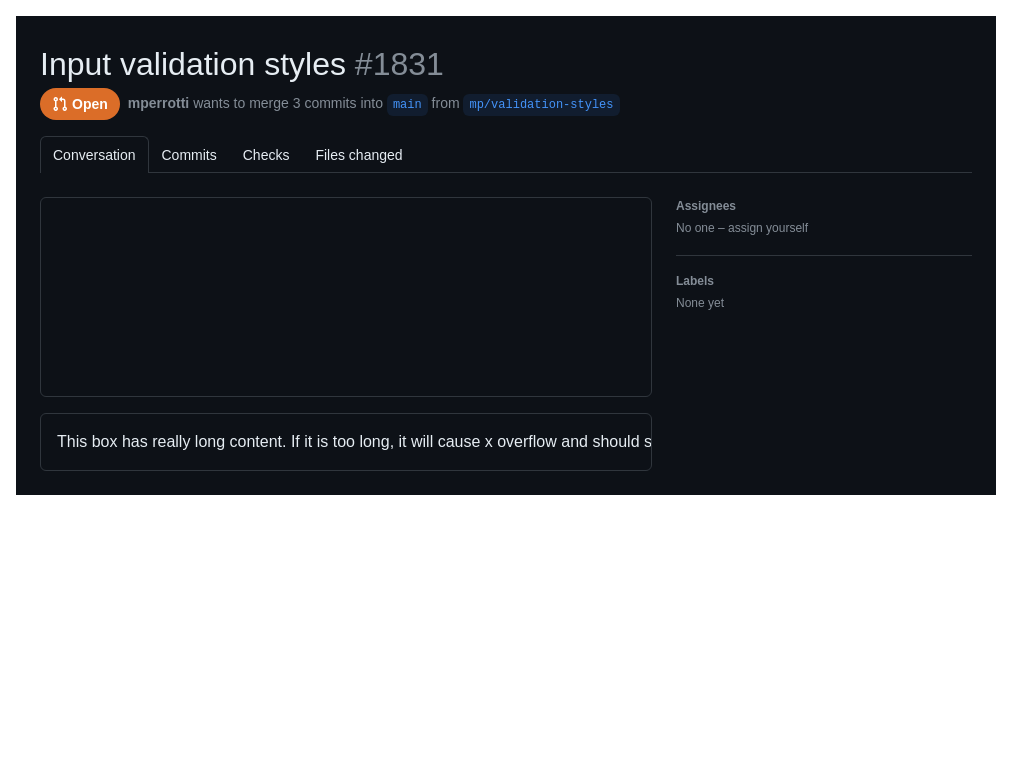 Input validation styles #1831
Open mperrotti wants to merge 3 commits into main from mp/validation-styles
Conversation Commits Checks Files changed
Assignees
No one – assign yourself
Labels
None yet
This box has really long content. If it is too long, it will cause x overflow and should s